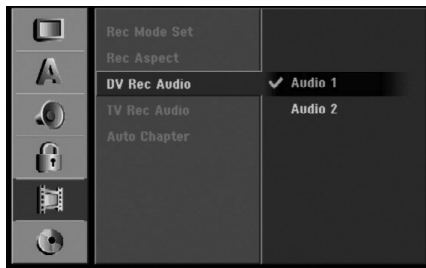 Rec Mode Set
Rec Aspect
DV Rec Audio
Audio 1
TV Rec Audio
Audio 2
Auto Chapter